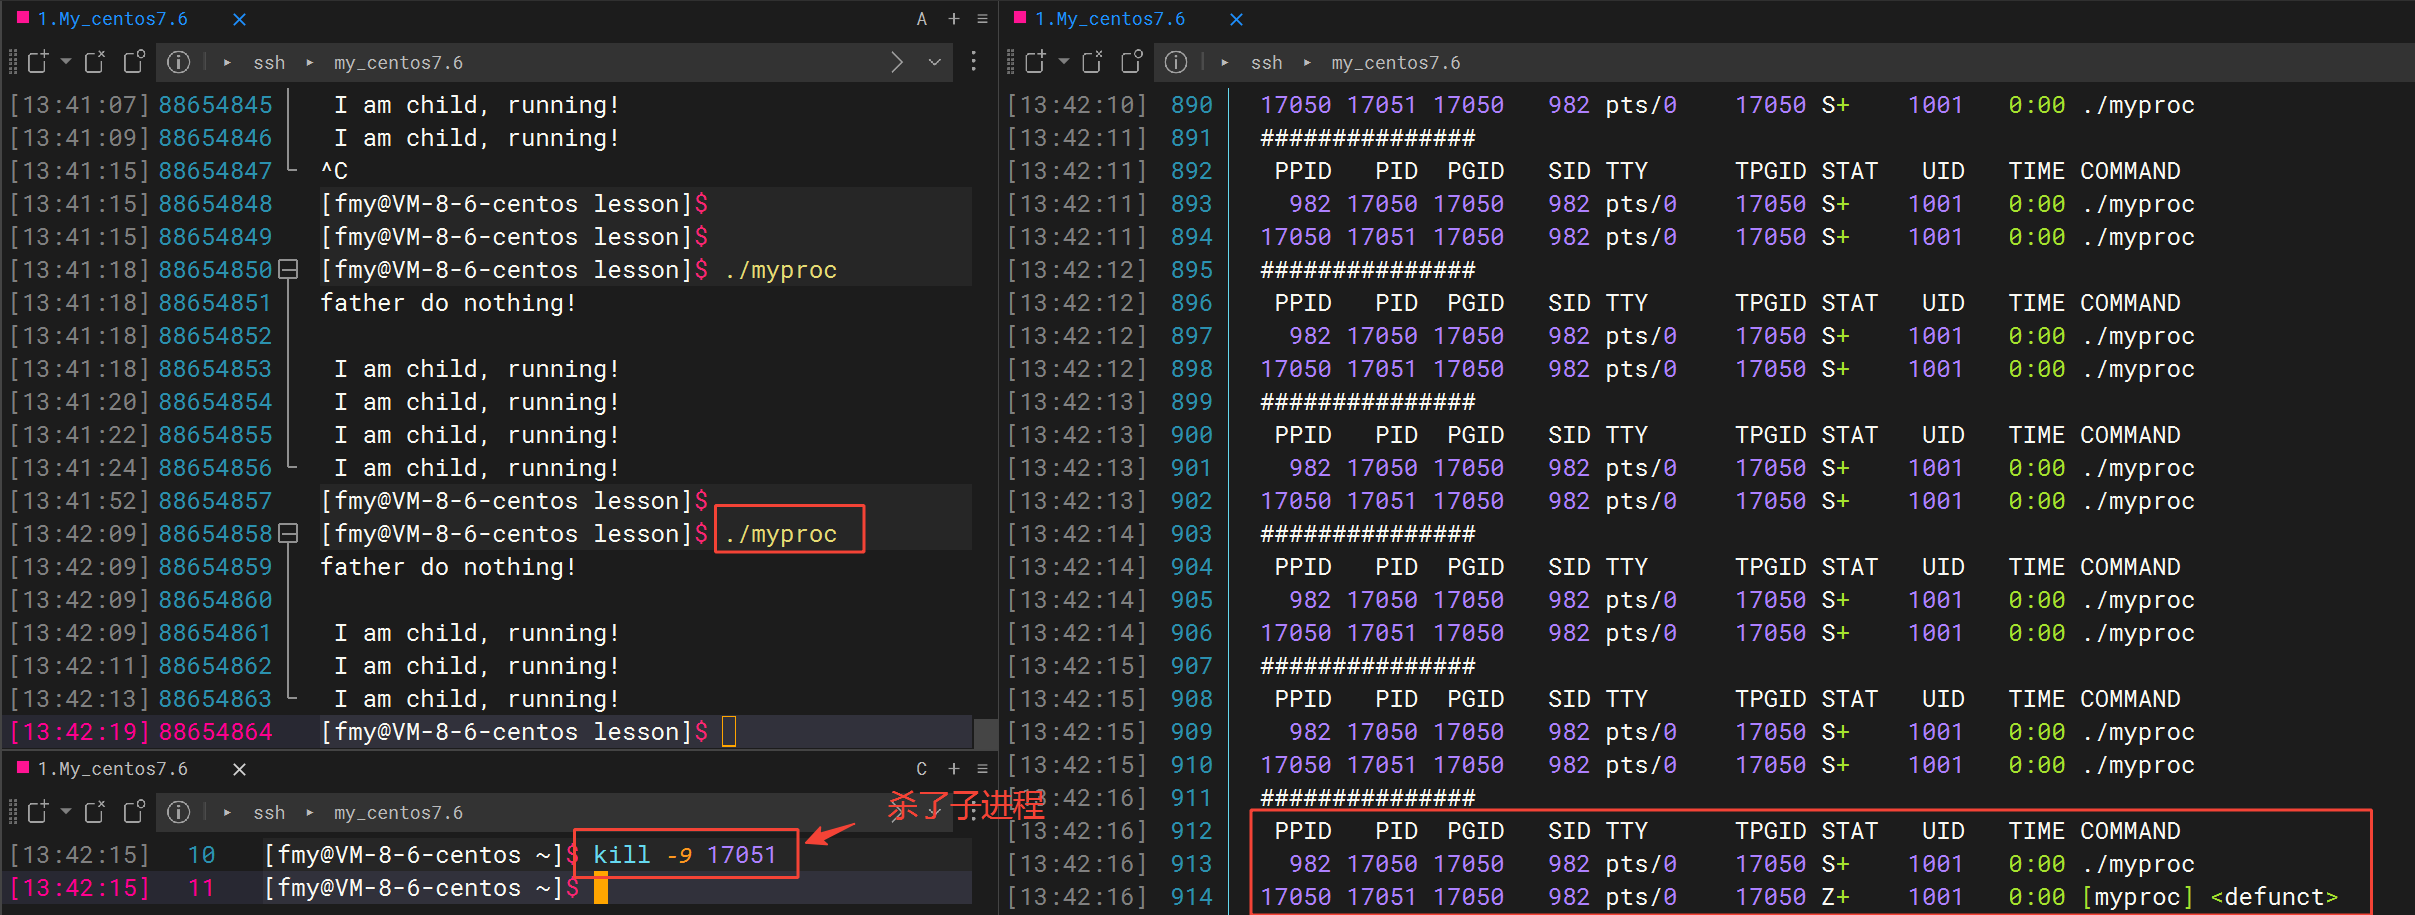 1.My_centos7.6 × A + ≡
ssh my_centos7.6
[13:41:07] 88654845 I am child, running!
[13:41:09] 88654846 I am child, running!
[13:41:15] 88654847 ^C
[13:41:15] 88654848 [fmy@VM-8-6-centos lesson]$
[13:41:15] 88654849 [fmy@VM-8-6-centos lesson]$
[13:41:18] 88654850 [fmy@VM-8-6-centos lesson]$ ./myproc
[13:41:18] 88654851 father do nothing!
[13:41:18] 88654852
[13:41:18] 88654853 I am child, running!
[13:41:20] 88654854 I am child, running!
[13:41:22] 88654855 I am child, running!
[13:41:24] 88654856 I am child, running!
[13:41:52] 88654857 [fmy@VM-8-6-centos lesson]$
[13:42:09] 88654858 [fmy@VM-8-6-centos lesson]$ ./myproc
[13:42:09] 88654859 father do nothing!
[13:42:09] 88654860
[13:42:09] 88654861 I am child, running!
[13:42:11] 88654862 I am child, running!
[13:42:13] 88654863 I am child, running!
[13:42:19] 88654864 [fmy@VM-8-6-centos lesson]$
1.My_centos7.6 × C + ≡
ssh my_centos7.6
杀了子进程
[13:42:15] 10 [fmy@VM-8-6-centos ~]$ kill -9 17051
[13:42:15] 11 [fmy@VM-8-6-centos ~]$
1.My_centos7.6 ×
ssh my_centos7.6
[13:42:10] 890 17050 17051 17050 982 pts/0 17050 S+ 1001 0:00 ./myproc
[13:42:11] 891 ###############
[13:42:11] 892 PPID PID PGID SID TTY TPGID STAT UID TIME COMMAND
[13:42:11] 893 982 17050 17050 982 pts/0 17050 S+ 1001 0:00 ./myproc
[13:42:11] 894 17050 17051 17050 982 pts/0 17050 S+ 1001 0:00 ./myproc
[13:42:12] 895 ###############
[13:42:12] 896 PPID PID PGID SID TTY TPGID STAT UID TIME COMMAND
[13:42:12] 897 982 17050 17050 982 pts/0 17050 S+ 1001 0:00 ./myproc
[13:42:12] 898 17050 17051 17050 982 pts/0 17050 S+ 1001 0:00 ./myproc
[13:42:13] 899 ###############
[13:42:13] 900 PPID PID PGID SID TTY TPGID STAT UID TIME COMMAND
[13:42:13] 901 982 17050 17050 982 pts/0 17050 S+ 1001 0:00 ./myproc
[13:42:13] 902 17050 17051 17050 982 pts/0 17050 S+ 1001 0:00 ./myproc
[13:42:14] 903 ###############
[13:42:14] 904 PPID PID PGID SID TTY TPGID STAT UID TIME COMMAND
[13:42:14] 905 982 17050 17050 982 pts/0 17050 S+ 1001 0:00 ./myproc
[13:42:14] 906 17050 17051 17050 982 pts/0 17050 S+ 1001 0:00 ./myproc
[13:42:15] 907 ###############
[13:42:15] 908 PPID PID PGID SID TTY TPGID STAT UID TIME COMMAND
[13:42:15] 909 982 17050 17050 982 pts/0 17050 S+ 1001 0:00 ./myproc
[13:42:15] 910 17050 17051 17050 982 pts/0 17050 S+ 1001 0:00 ./myproc
[13:42:16] 911 ###############
[13:42:16] 912 PPID PID PGID SID TTY TPGID STAT UID TIME COMMAND
[13:42:16] 913 982 17050 17050 982 pts/0 17050 S+ 1001 0:00 ./myproc
[13:42:16] 914 17050 17051 17050 982 pts/0 17050 Z+ 1001 0:00 [myproc] <defunct>